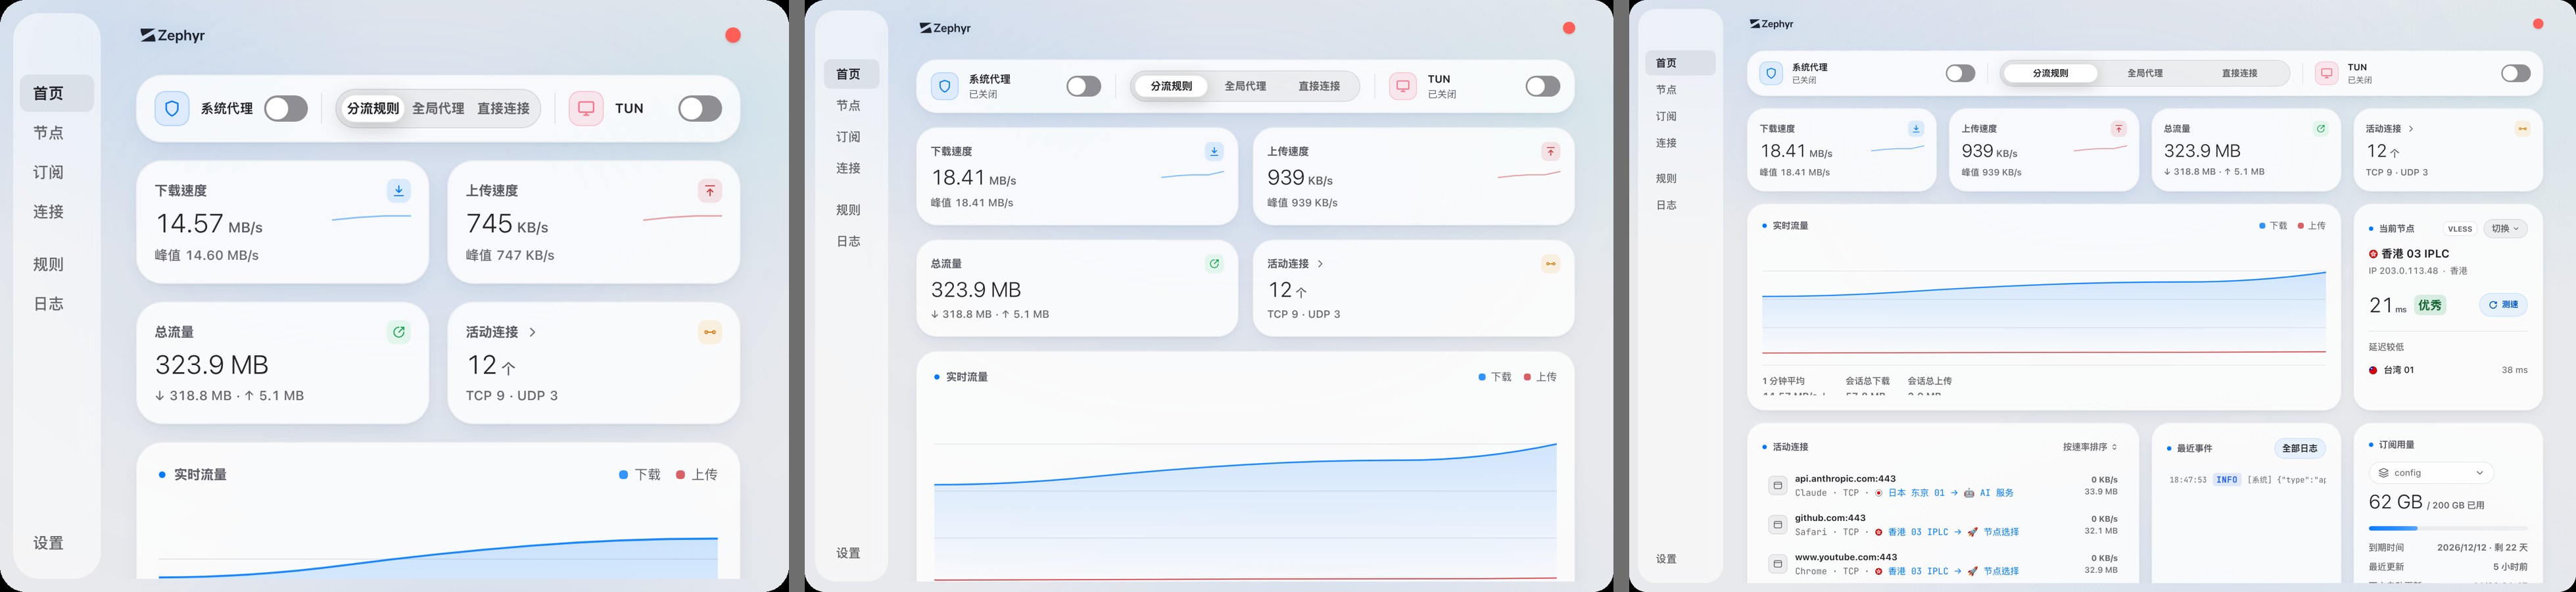 Zephyr
首页
节点
订阅
连接
规则
日志
设置
系统代理
分流规则 全局代理 直接连接
TUN
下载速度
14.57 MB/s
峰值 14.60 MB/s
上传速度
745 KB/s
峰值 747 KB/s
总流量
323.9 MB
↓ 318.8 MB · ↑ 5.1 MB
活动连接 >
12 个
TCP 9 · UDP 3
实时流量
下载 上传
Zephyr
首页
节点
订阅
连接
规则
日志
设置
系统代理
已关闭
分流规则 全局代理 直接连接
TUN
已关闭
下载速度
18.41 MB/s
峰值 18.41 MB/s
上传速度
939 KB/s
峰值 939 KB/s
总流量
323.9 MB
↓ 318.8 MB · ↑ 5.1 MB
活动连接 >
12 个
TCP 9 · UDP 3
实时流量
下载 上传
Zephyr
首页
节点
订阅
连接
规则
日志
设置
系统代理
已关闭
分流规则 全局代理 直接连接
TUN
已关闭
下载速度
18.41 MB/s
峰值 18.41 MB/s
上传速度
939 KB/s
峰值 939 KB/s
总流量
323.9 MB
↓ 318.8 MB · ↑ 5.1 MB
活动连接 >
12 个
TCP 9 · UDP 3
实时流量
下载 上传
1 分钟平均 会话总下载 会话总上传
当前节点 VLESS 切换
香港 03 IPLC
IP 203.0.113.48 · 香港
21 ms 优秀 测速
延迟较低
台湾 01 38 ms
活动连接 按速率排序
api.anthropic.com:443 0 KB/s
Claude · TCP · 日本 东京 01 → 🤖 AI 服务 33.9 MB
github.com:443 0 KB/s
Safari · TCP · 香港 03 IPLC → 🚀 节点选择 32.1 MB
www.youtube.com:443 0 KB/s
Chrome · TCP · 香港 03 IPLC → 🚀 节点选择 32.9 MB
最近事件 全部日志
18:47:53 INFO [系统] {"type":"ap
订阅用量
config
62 GB / 200 GB 已用
到期时间 2026/12/12 · 剩 22 天
最近更新 5 小时前